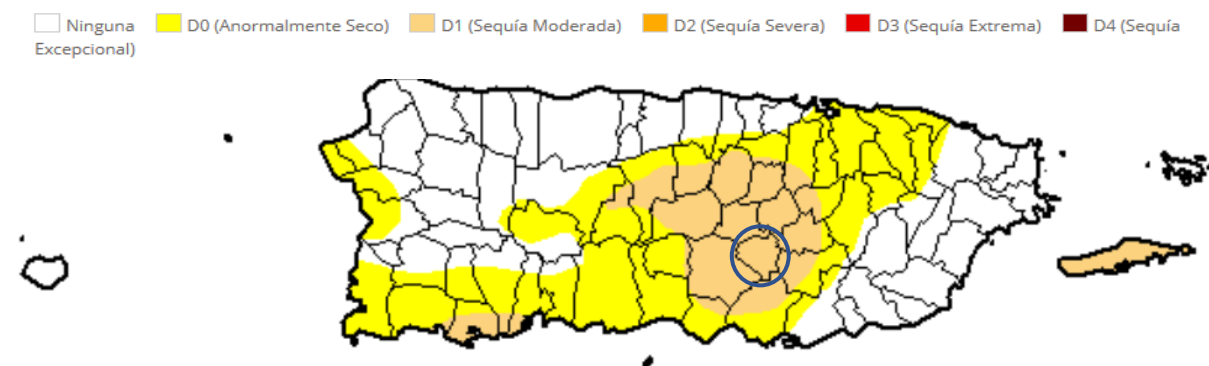 Ninguna D0 (Anormalmente Seco) D1 (Sequía Moderada) D2 (Sequía Severa) D3 (Sequía Extrema) D4 (Sequía
Excepcional)